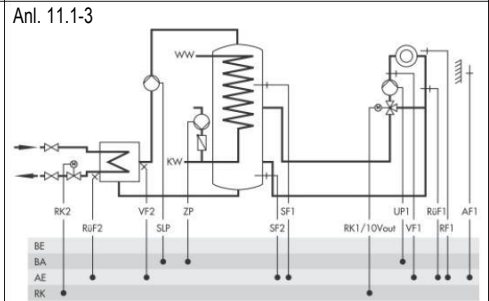 Anl. 11.1-3
WW
KW
RK2
RüF2
VF2
SLP
ZP
SF2
SF1
RK1/10Vout
UP1
VF1
RüF1
RF1
AF1
BE
BA
AE
RK